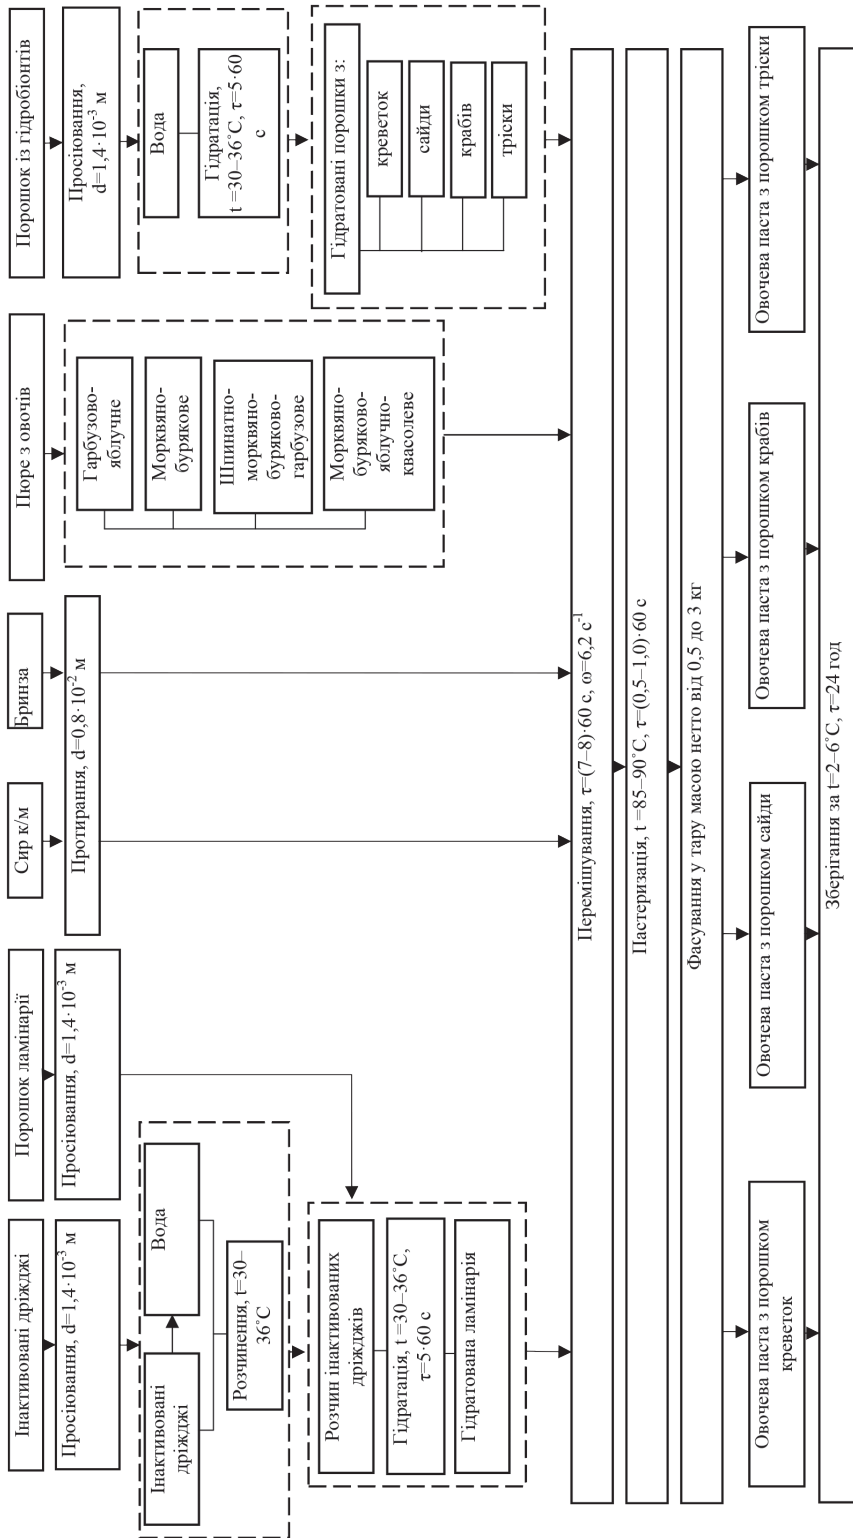 Інактивовані дріжджі
Порошок ламінарії
Сир к/м
Бринза
Пюре з овочів
Порошок із гідробіонтів
Просіювання, d=1,4·10⁻³ м
Просіювання, d=1,4·10⁻³ м
Протирання, d=0,8·10⁻² м
Просіювання,
d=1,4·10⁻³ м
Інактивовані
дріжджі
Вода
Розчинення, t=30–
36˚C
Гарбузово-
яблучне
Морквяно-
бурякове
Шпинатно-
морквяно-
буряково-
гарбузове
Морквяно-
буряково-
яблучно-
квасолеве
Вода
Гідратація,
t =30–36˚C, τ=5·60
с
Розчин інактивованих
дріжджів
Гідратація, t =30–36˚C,
τ=5·60 с
Гідратована ламінарія
Гідратовані порошки з:
креветок
сайди
крабів
тріски
Перемішування, τ=(7–8)·60 с, ω=6,2 с⁻¹
Пастеризація, t =85–90˚C, τ=(0,5–1,0)·60 с
Фасування у тару масою нетто від 0,5 до 3 кг
Овочева паста з порошком
креветок
Овочева паста з порошком сайди
Овочева паста з порошком крабів
Овочева паста з порошком тріски
Зберігання за t=2–6˚C, τ=24 год